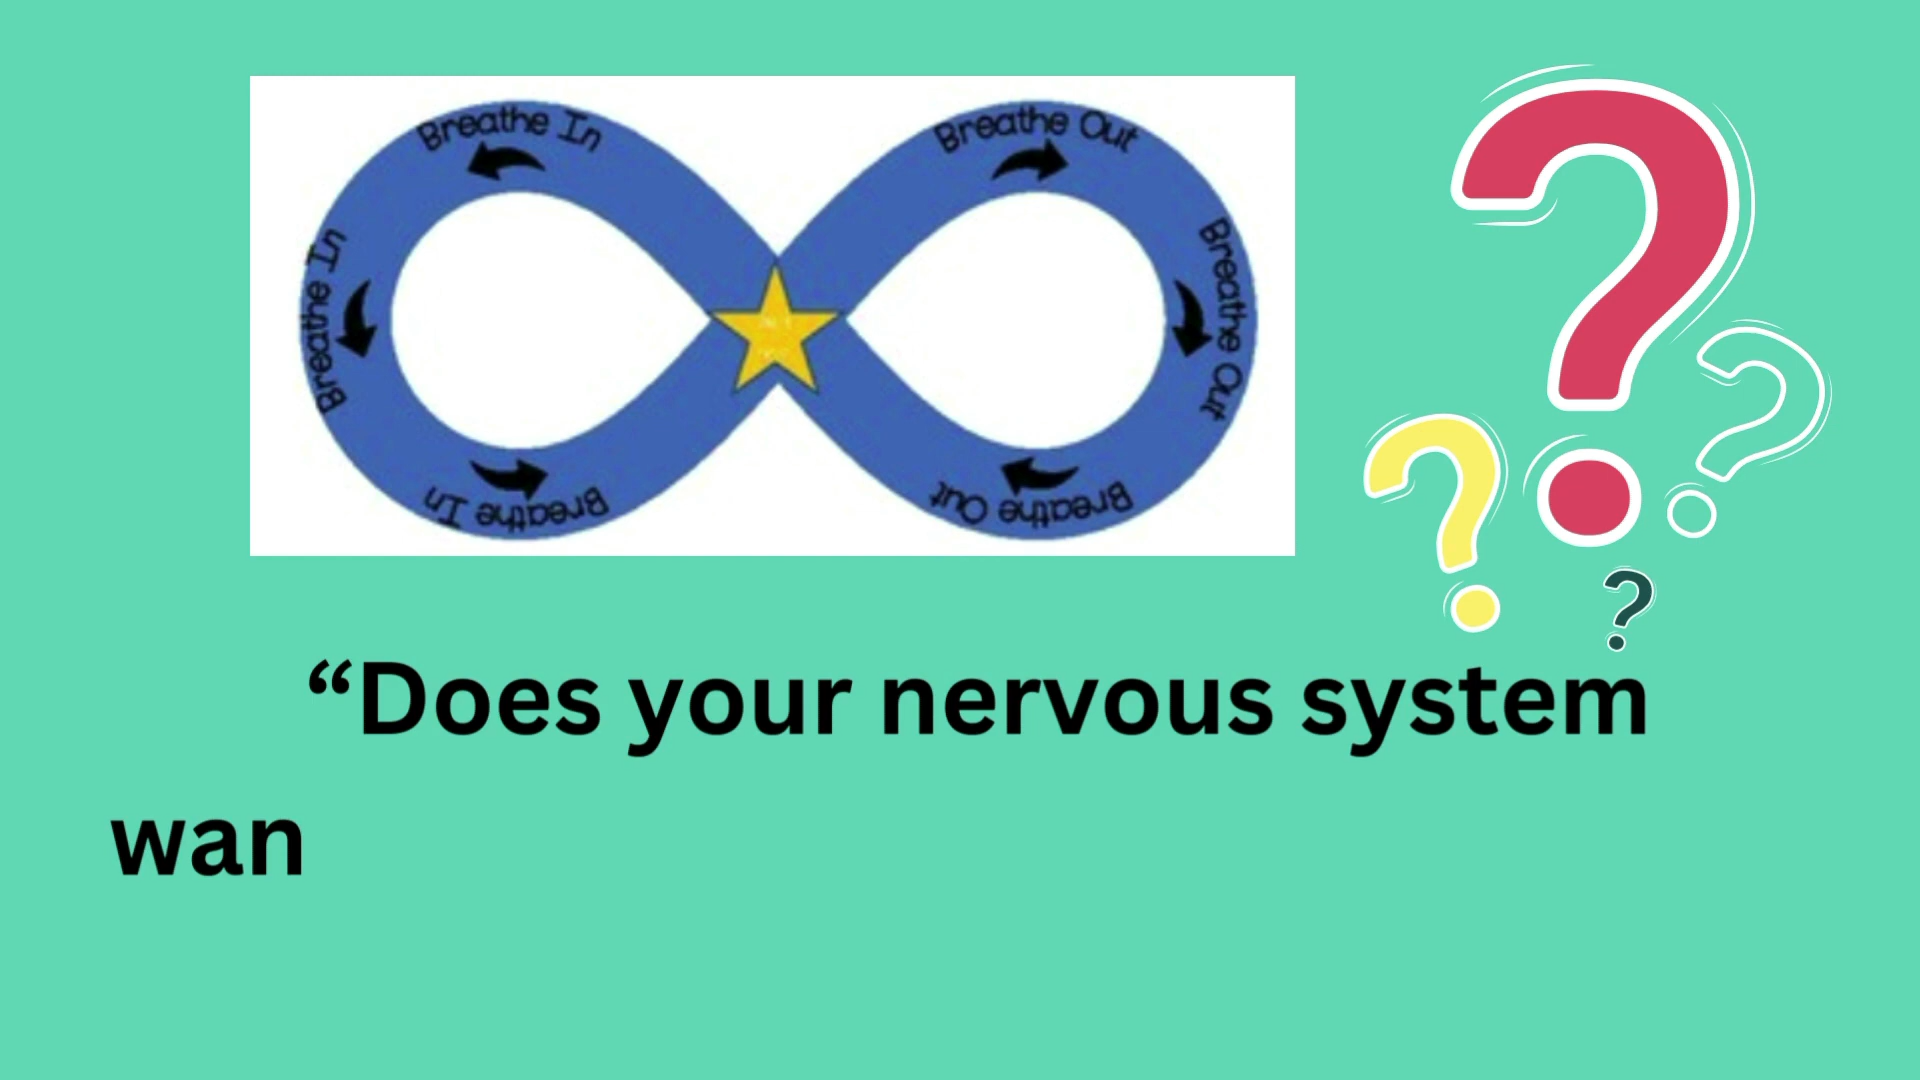 Breathe In
Breathe Out
Breathe In
Breathe Out
Breathe In
Breathe Out
?
?
?
?
“Does your nervous system
wan